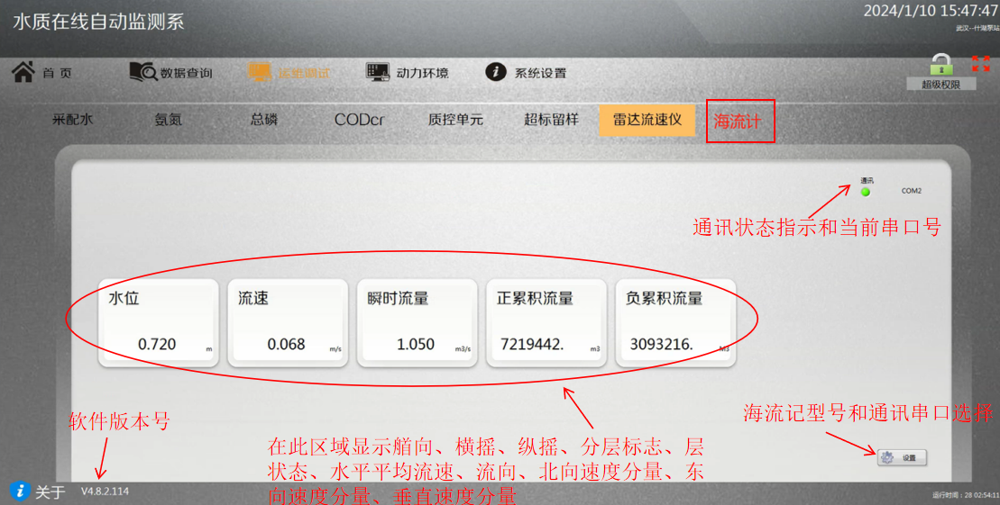 水质在线自动监测系
2024/1/10 15:47:47
武汉--什湖泵站
首页
数据查询
运维调试
动力环境
系统设置
超级权限
采配水
氨氮
总磷
CODcr
质控单元
超标留样
雷达流速仪
海流计
通讯
COM2
通讯状态指示和当前串口号
水位
0.720 m
流速
0.068 m/s
瞬时流量
1.050 m3/s
正累积流量
7219442. m3
负累积流量
3093216. M3
软件版本号
海流记型号和通讯串口选择
在此区域显示艏向、横摇、纵摇、分层标志、层
状态、水平平均流速、流向、北向速度分量、东
向速度分量、垂直速度分量
设置
关于
V4.8.2.114
运行时间：28 02:54:11